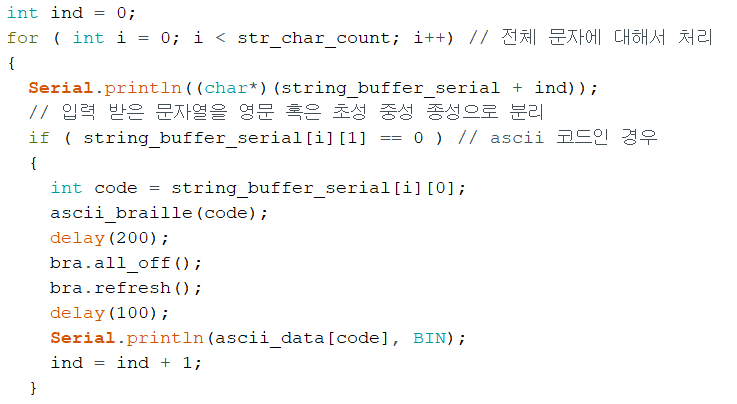 int ind = 0;
for ( int i = 0; i < str_char_count; i++) // 전체 문자에 대해서 처리
{
  Serial.println((char*)(string_buffer_serial + ind));
  // 입력 받은 문자열을 영문 혹은 초성 중성 종성으로 분리
  if ( string_buffer_serial[i][1] == 0 ) // ascii 코드인 경우
  {
    int code = string_buffer_serial[i][0];
    ascii_braille(code);
    delay(200);
    bra.all_off();
    bra.refresh();
    delay(100);
    Serial.println(ascii_data[code], BIN);
    ind = ind + 1;
  }